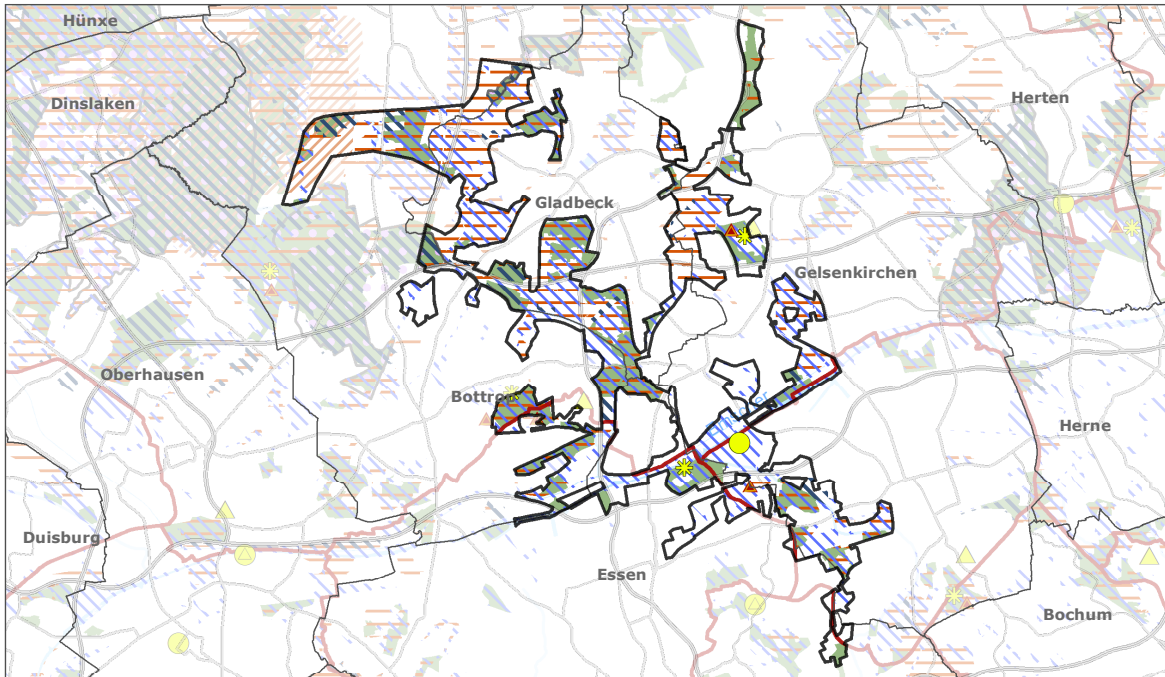 Hünxe
Dinslaken
Herten
Gladbeck
Gelsenkirchen
Oberhausen
Bottrop
Herne
Duisburg
Essen
Bochum